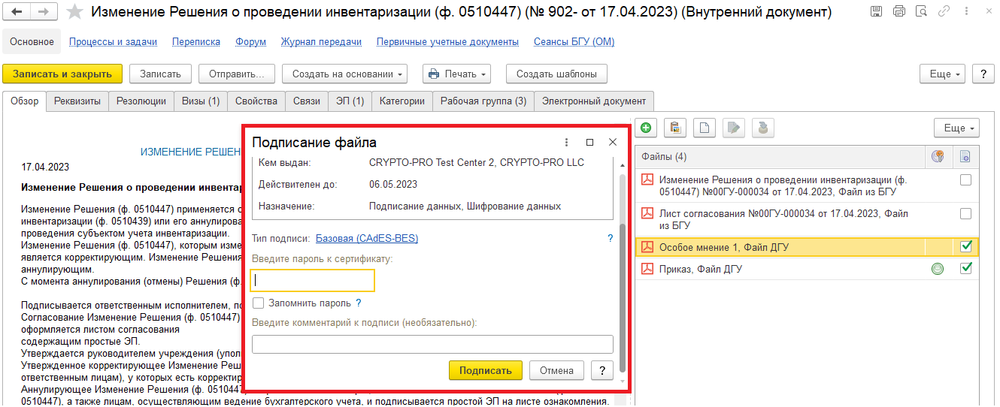 Изменение Решения о проведении инвентаризации (ф. 0510447) (№ 902- от 17.04.2023) (Внутренний документ)
Основное Процессы и задачи Переписка Форум Журнал передачи Первичные учетные документы Сеансы БГУ (ОМ)
Записать и закрыть Записать Отправить... Создать на основании Печать Создать шаблоны Еще ?
Обзор Реквизиты Резолюции Визы (1) Свойства Связи ЭП (1) Категории Рабочая группа (3) Электронный документ
ИЗМЕНЕНИЕ РЕШЕН
17.04.2023
Изменение Решения о проведении инвентар
Изменение Решения (ф. 0510447) применяется с
инвентаризации (ф. 0510439) или его аннулирова
проведения субъектом учета инвентаризации.
Изменение Решения (ф. 0510447), которым изме
является корректирующим. Изменение Решения
аннулирующим.
С момента аннулирования (отмены) Решения (ф.
Подписывается ответственным исполнителем, по
Согласование Изменение Решения (ф. 0510447)
оформляется листом согласования
содержащим простые ЭП.
Утверждается руководителем учреждения (упол
Утвержденное корректирующее Изменение Реш
ответственным лицам), у которых есть корректир
Аннулирующее Изменение Решения (ф. 0510447)
0510447), а также лицам, осуществляющим ведение бухгалтерского учета, и подписывается простой ЭП на листе ознакомления.
Подписание файла
Кем выдан: CRYPTO-PRO Test Center 2, CRYPTO-PRO LLC
Действителен до: 06.05.2023
Назначение: Подписание данных, Шифрование данных
Тип подписи: Базовая (CAdES-BES) ?
Введите пароль к сертификату:
Запомнить пароль ?
Введите комментарий к подписи (необязательно):
Подписать Отмена ?
Еще
Файлы (4)
Изменение Решения о проведении инвентаризации (ф.
0510447) №00ГУ-000034 от 17.04.2023, Файл из БГУ
Лист согласования №00ГУ-000034 от 17.04.2023, Файл
из БГУ
Особое мнение 1, Файл ДГУ
Приказ, Файл ДГУ